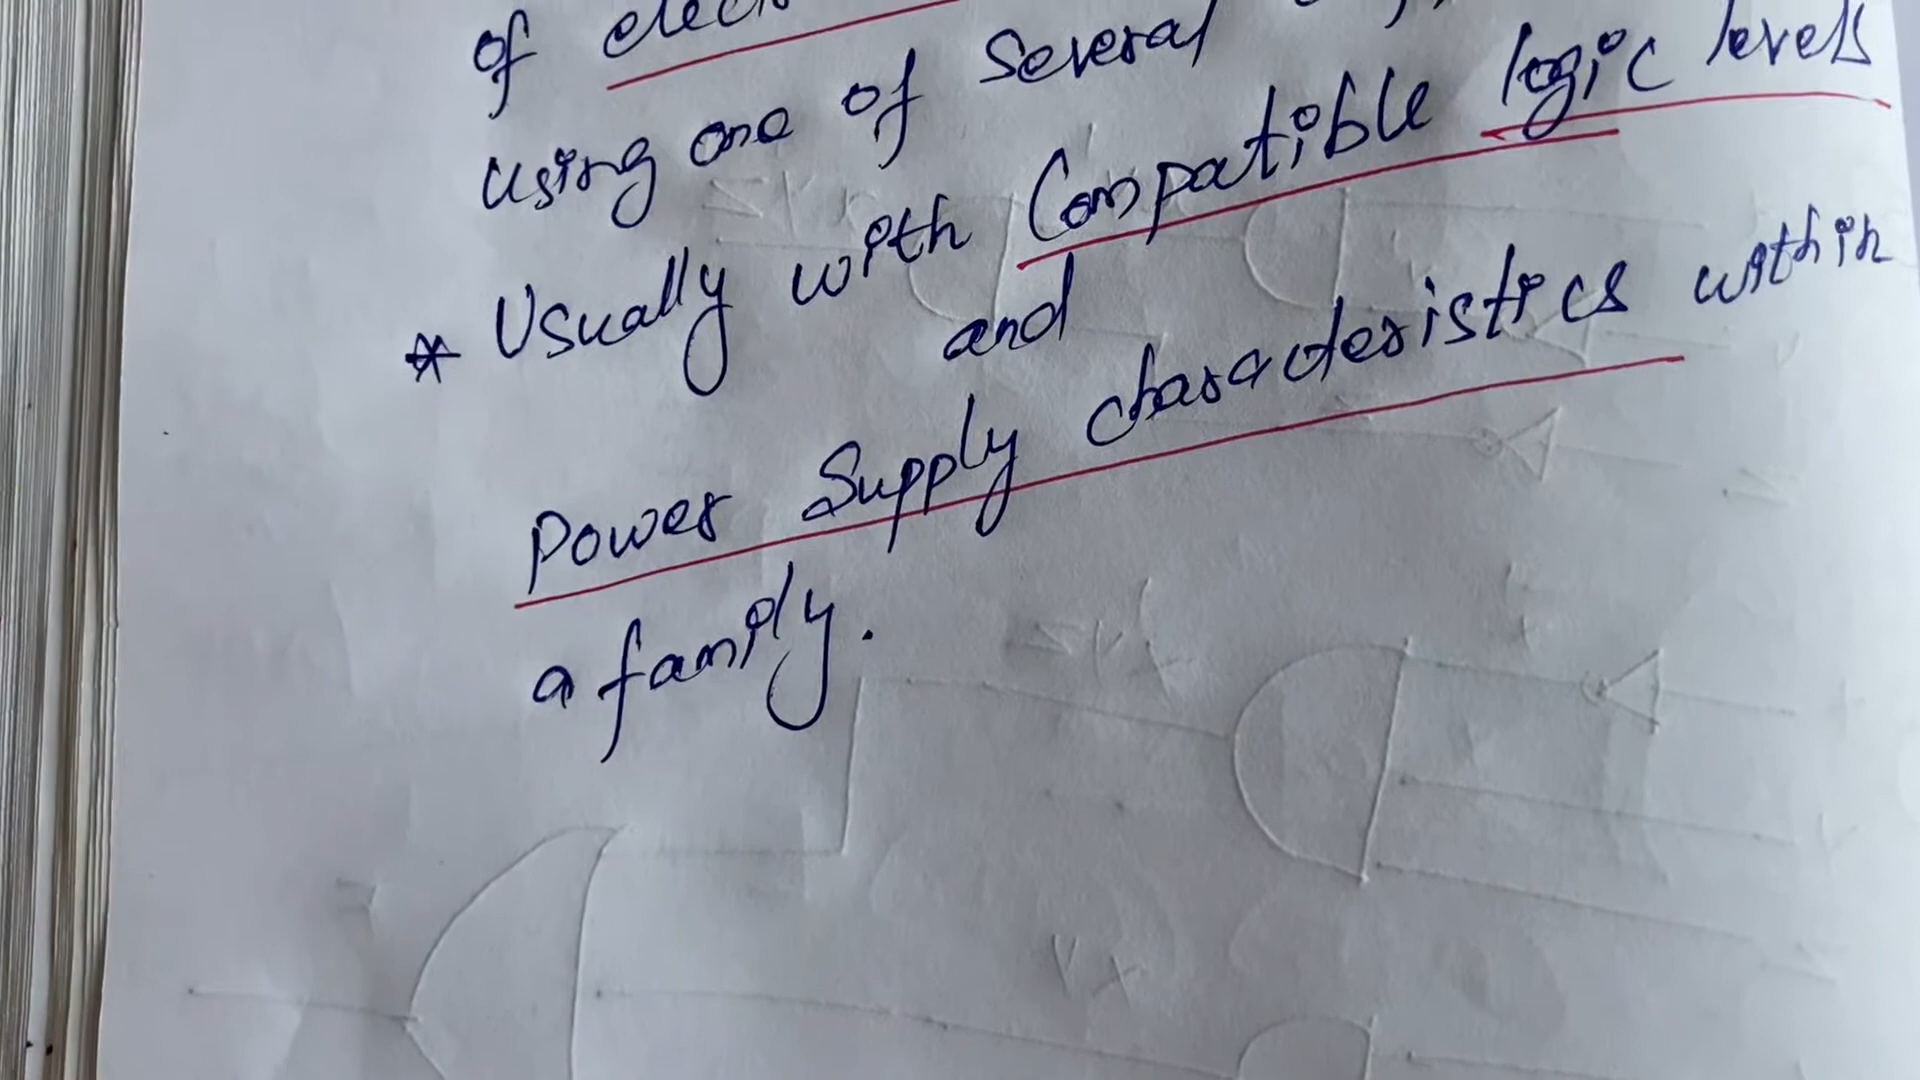 of
using one of several
* Usually with Compatible logic levels
and
Power Supply characteristics within
a family.